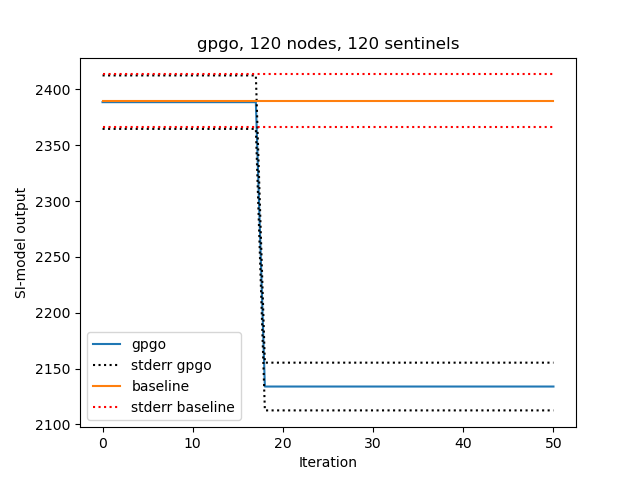 gpgo, 120 nodes, 120 sentinels
SI-model output
2400
2350
2300
2250
2200
2150
2100
gpgo
stderr gpgo
baseline
stderr baseline
0 10 20 30 40 50
Iteration